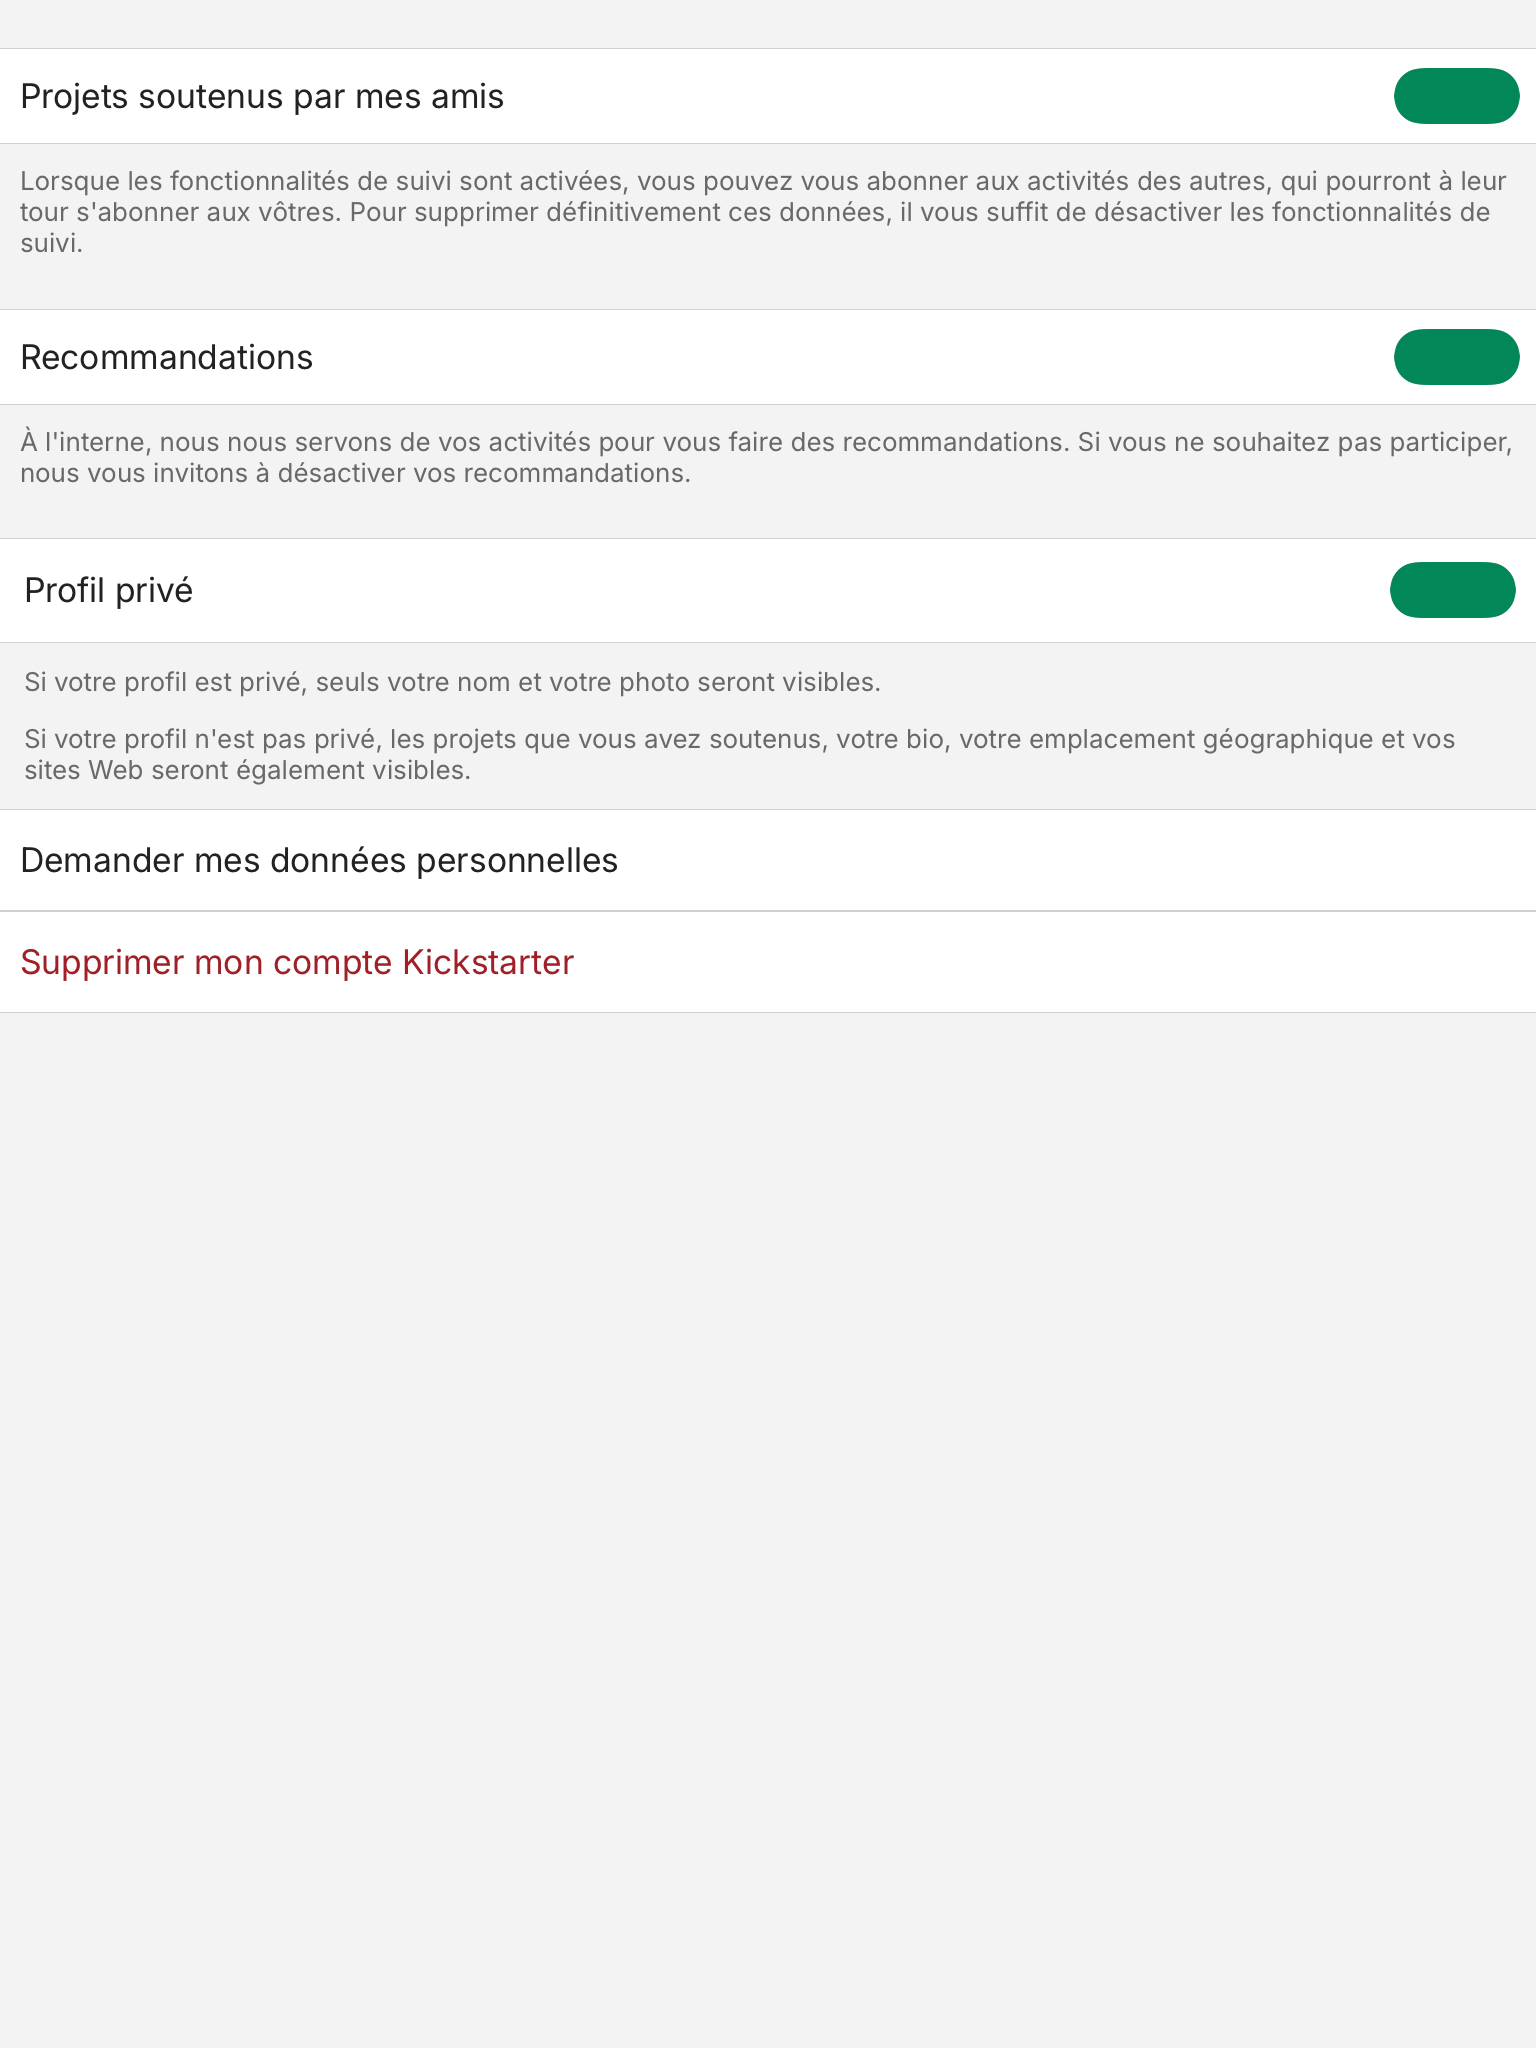 Projets soutenus par mes amis
Lorsque les fonctionnalités de suivi sont activées, vous pouvez vous abonner aux activités des autres, qui pourront à leur
tour s'abonner aux vôtres. Pour supprimer définitivement ces données, il vous suffit de désactiver les fonctionnalités de
suivi.
Recommandations
À l'interne, nous nous servons de vos activités pour vous faire des recommandations. Si vous ne souhaitez pas participer,
nous vous invitons à désactiver vos recommandations.
Profil privé
Si votre profil est privé, seuls votre nom et votre photo seront visibles.
Si votre profil n'est pas privé, les projets que vous avez soutenus, votre bio, votre emplacement géographique et vos
sites Web seront également visibles.
Demander mes données personnelles
Supprimer mon compte Kickstarter